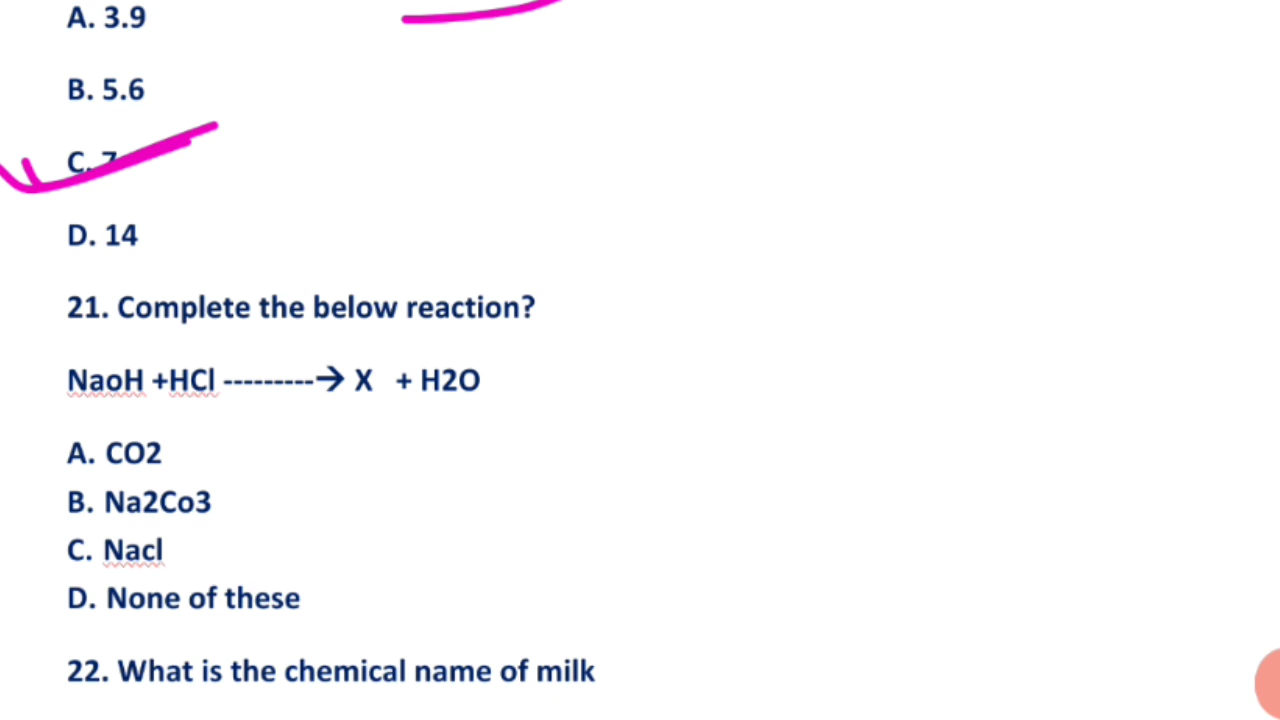 A. 3.9
B. 5.6
C. 7
D. 14
21. Complete the below reaction?
NaoH +HCl ---------→ X + H2O
A. CO2
B. Na2Co3
C. Nacl
D. None of these
22. What is the chemical name of milk